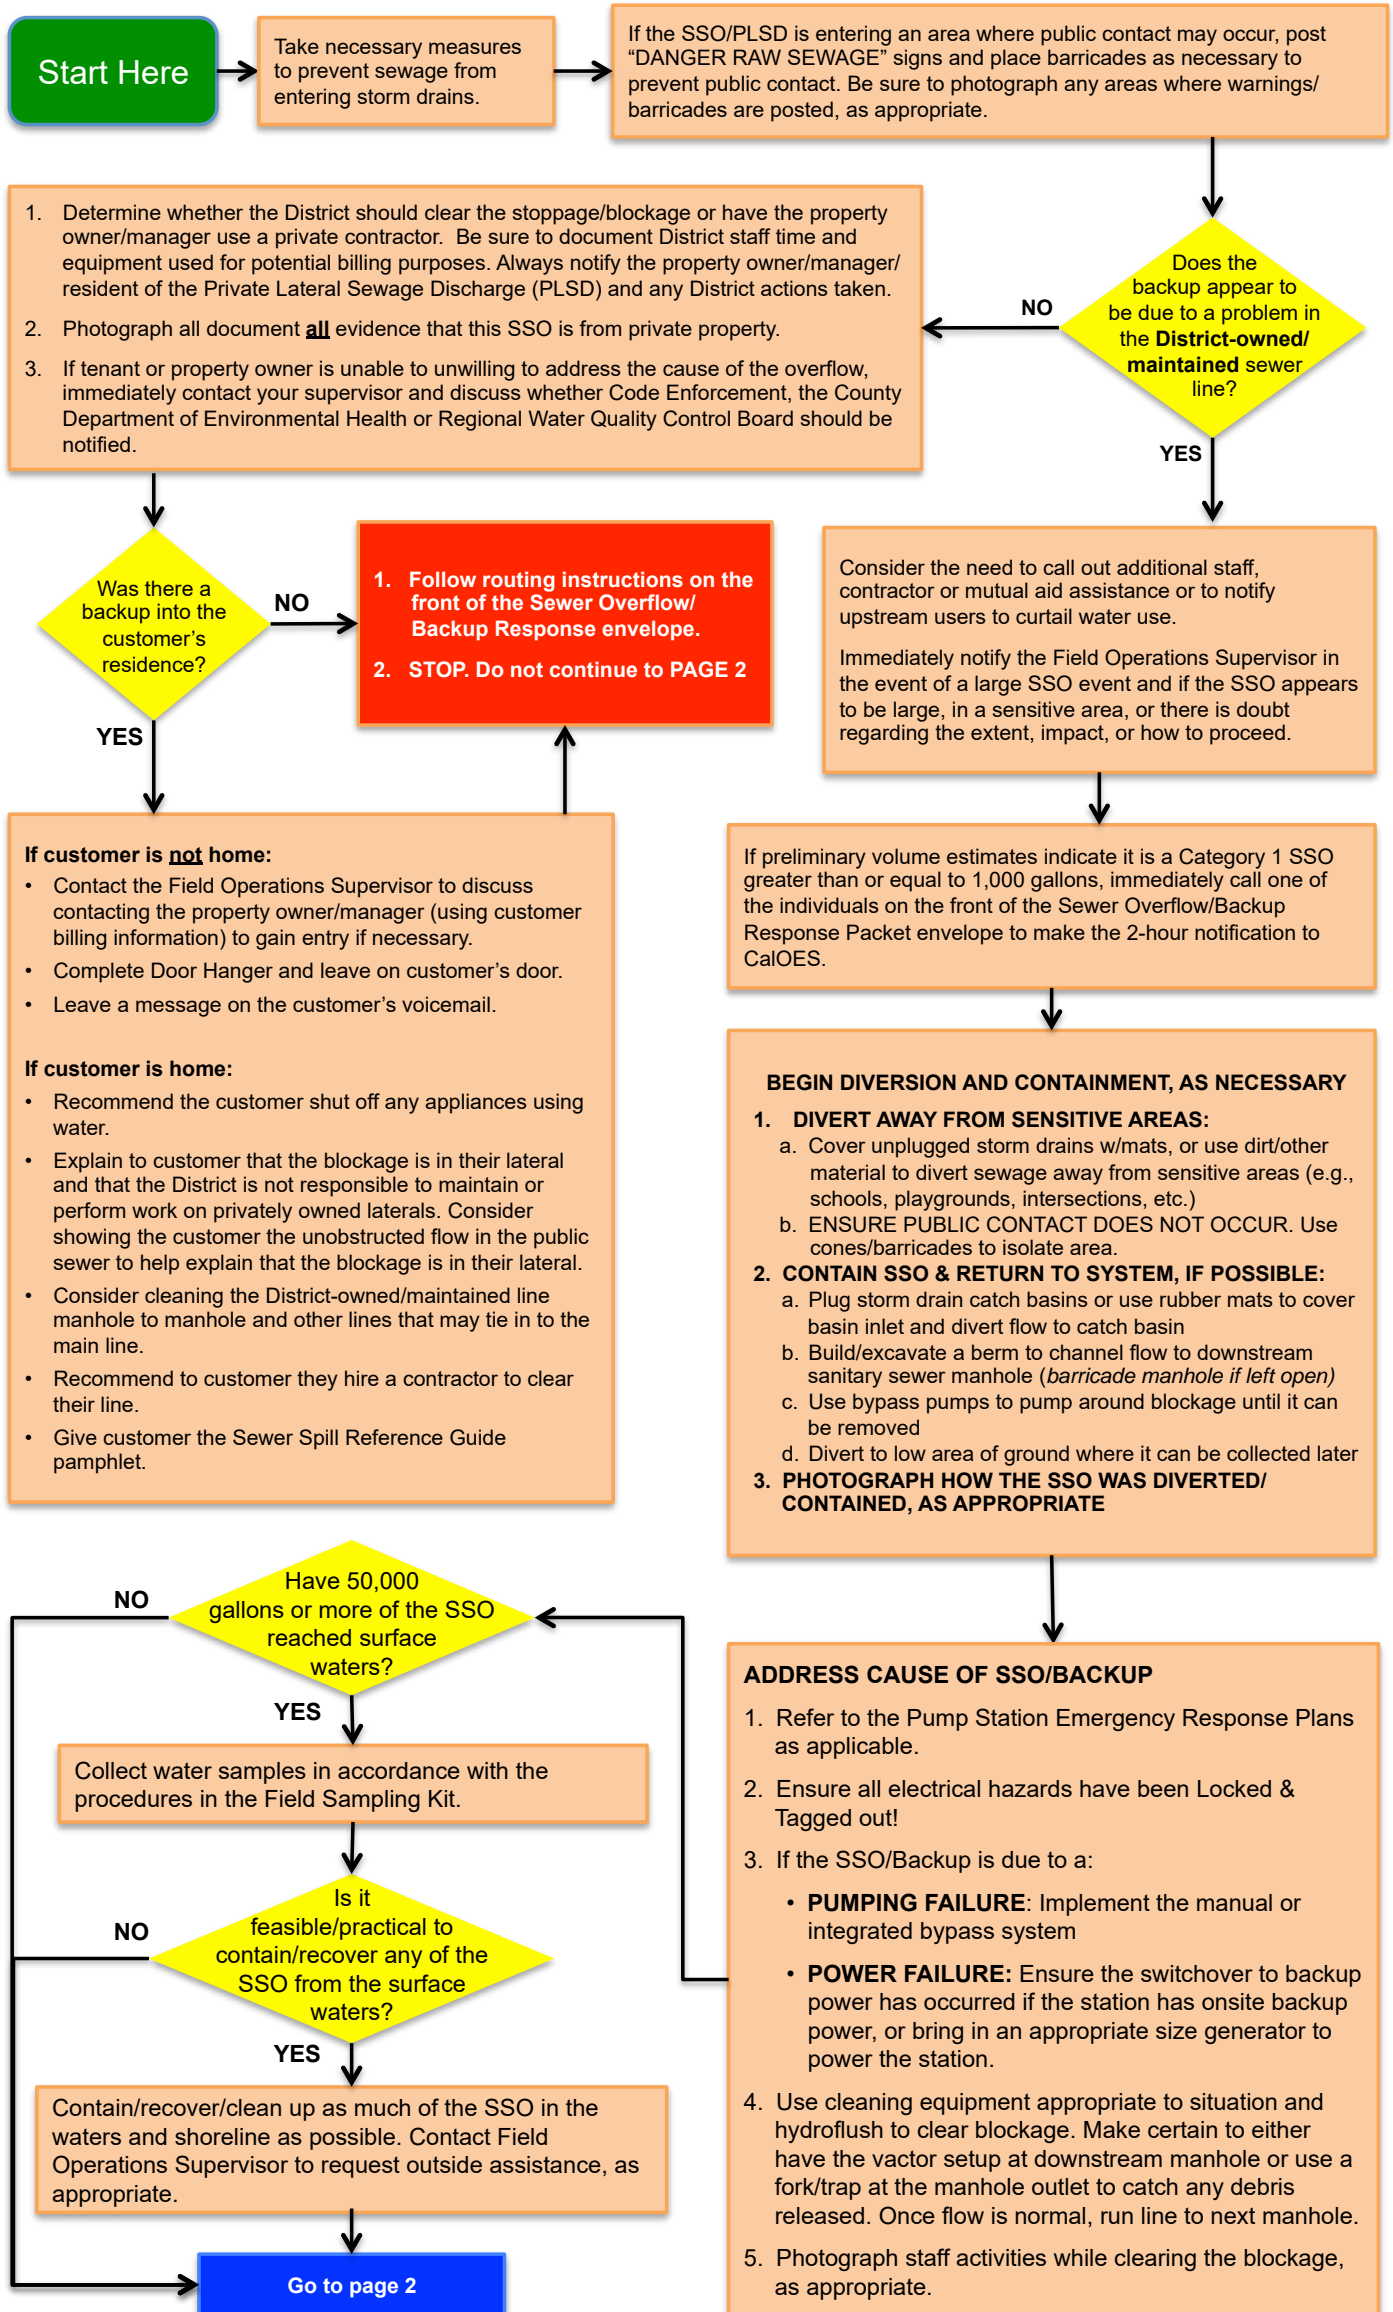 Start Here
Take necessary measures
to prevent sewage from
entering storm drains.
If the SSO/PLSD is entering an area where public contact may occur, post
“DANGER RAW SEWAGE” signs and place barricades as necessary to
prevent public contact. Be sure to photograph any areas where warnings/
barricades are posted, as appropriate.
Does the
backup appear to
be due to a problem in
the District-owned/
maintained sewer
line?
NO
YES
1. Determine whether the District should clear the stoppage/blockage or have the property
owner/manager use a private contractor. Be sure to document District staff time and
equipment used for potential billing purposes. Always notify the property owner/manager/
resident of the Private Lateral Sewage Discharge (PLSD) and any District actions taken.
2. Photograph all document all evidence that this SSO is from private property.
3. If tenant or property owner is unable to unwilling to address the cause of the overflow,
immediately contact your supervisor and discuss whether Code Enforcement, the County
Department of Environmental Health or Regional Water Quality Control Board should be
notified.
Was there a
backup into the
customer’s
residence?
NO
YES
1. Follow routing instructions on the
front of the Sewer Overflow/
Backup Response envelope.
2. STOP. Do not continue to PAGE 2
If customer is not home:
• Contact the Field Operations Supervisor to discuss
contacting the property owner/manager (using customer
billing information) to gain entry if necessary.
• Complete Door Hanger and leave on customer’s door.
• Leave a message on the customer’s voicemail.
If customer is home:
• Recommend the customer shut off any appliances using
water.
• Explain to customer that the blockage is in their lateral
and that the District is not responsible to maintain or
perform work on privately owned laterals. Consider
showing the customer the unobstructed flow in the public
sewer to help explain that the blockage is in their lateral.
• Consider cleaning the District-owned/maintained line
manhole to manhole and other lines that may tie in to the
main line.
• Recommend to customer they hire a contractor to clear
their line.
• Give customer the Sewer Spill Reference Guide
pamphlet.
Consider the need to call out additional staff,
contractor or mutual aid assistance or to notify
upstream users to curtail water use.
Immediately notify the Field Operations Supervisor in
the event of a large SSO event and if the SSO appears
to be large, in a sensitive area, or there is doubt
regarding the extent, impact, or how to proceed.
If preliminary volume estimates indicate it is a Category 1 SSO
greater than or equal to 1,000 gallons, immediately call one of
the individuals on the front of the Sewer Overflow/Backup
Response Packet envelope to make the 2-hour notification to
CalOES.
BEGIN DIVERSION AND CONTAINMENT, AS NECESSARY
1. DIVERT AWAY FROM SENSITIVE AREAS:
a. Cover unplugged storm drains w/mats, or use dirt/other
material to divert sewage away from sensitive areas (e.g.,
schools, playgrounds, intersections, etc.)
b. ENSURE PUBLIC CONTACT DOES NOT OCCUR. Use
cones/barricades to isolate area.
2. CONTAIN SSO & RETURN TO SYSTEM, IF POSSIBLE:
a. Plug storm drain catch basins or use rubber mats to cover
basin inlet and divert flow to catch basin
b. Build/excavate a berm to channel flow to downstream
sanitary sewer manhole (barricade manhole if left open)
c. Use bypass pumps to pump around blockage until it can
be removed
d. Divert to low area of ground where it can be collected later
3. PHOTOGRAPH HOW THE SSO WAS DIVERTED/
CONTAINED, AS APPROPRIATE
ADDRESS CAUSE OF SSO/BACKUP
1. Refer to the Pump Station Emergency Response Plans
as applicable.
2. Ensure all electrical hazards have been Locked &
Tagged out!
3. If the SSO/Backup is due to a:
• PUMPING FAILURE: Implement the manual or
integrated bypass system
• POWER FAILURE: Ensure the switchover to backup
power has occurred if the station has onsite backup
power, or bring in an appropriate size generator to
power the station.
4. Use cleaning equipment appropriate to situation and
hydroflush to clear blockage. Make certain to either
have the vactor setup at downstream manhole or use a
fork/trap at the manhole outlet to catch any debris
released. Once flow is normal, run line to next manhole.
5. Photograph staff activities while clearing the blockage,
as appropriate.
Have 50,000
gallons or more of the SSO
reached surface
waters?
NO
YES
Collect water samples in accordance with the
procedures in the Field Sampling Kit.
Is it
feasible/practical to
contain/recover any of the
SSO from the surface
waters?
NO
YES
Contain/recover/clean up as much of the SSO in the
waters and shoreline as possible. Contact Field
Operations Supervisor to request outside assistance, as
appropriate.
Go to page 2